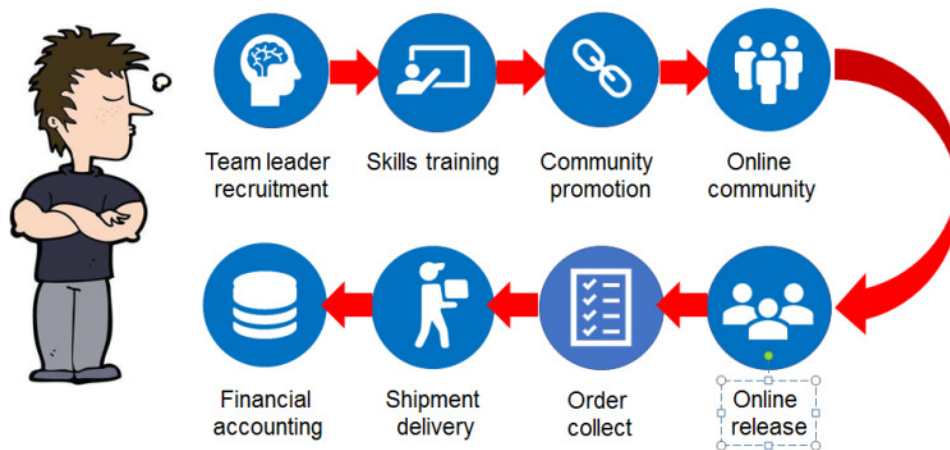 Team leader
recruitment
Skills training
Community
promotion
Online
community
Financial
accounting
Shipment
delivery
Order
collect
Online
release